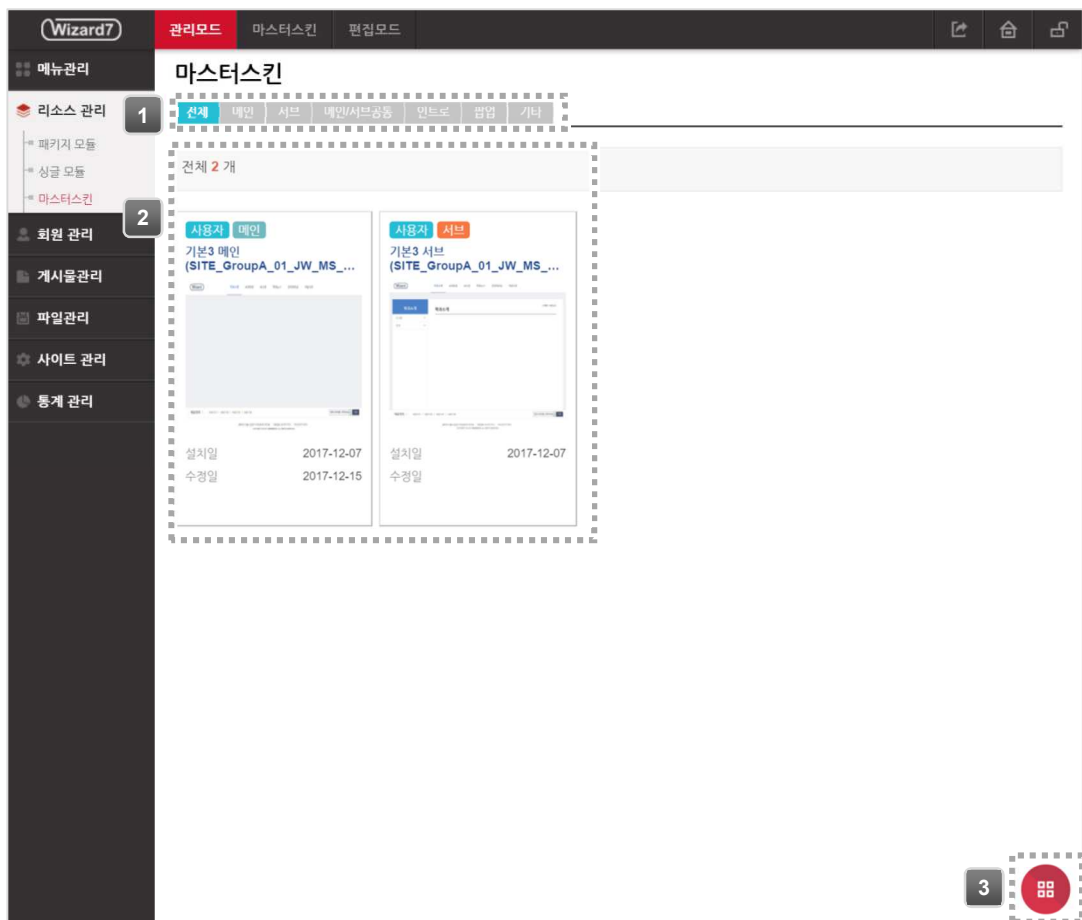 Wizard7
관리모드 마스터스킨 편집모드
메뉴관리
리소스 관리
패키지 모듈
싱글 모듈
마스터스킨
회원 관리
게시물관리
파일관리
사이트 관리
통계 관리
마스터스킨
1
전체 메인 서브 메인/서브공통 인트로 팝업 기타
전체 2 개
2
사용자 메인
기본3 메인
(SITE_GroupA_01_JW_MS_...
설치일 2017-12-07
수정일 2017-12-15
사용자 서브
기본3 서브
(SITE_GroupA_01_JW_MS_...
설치일 2017-12-07
수정일
3